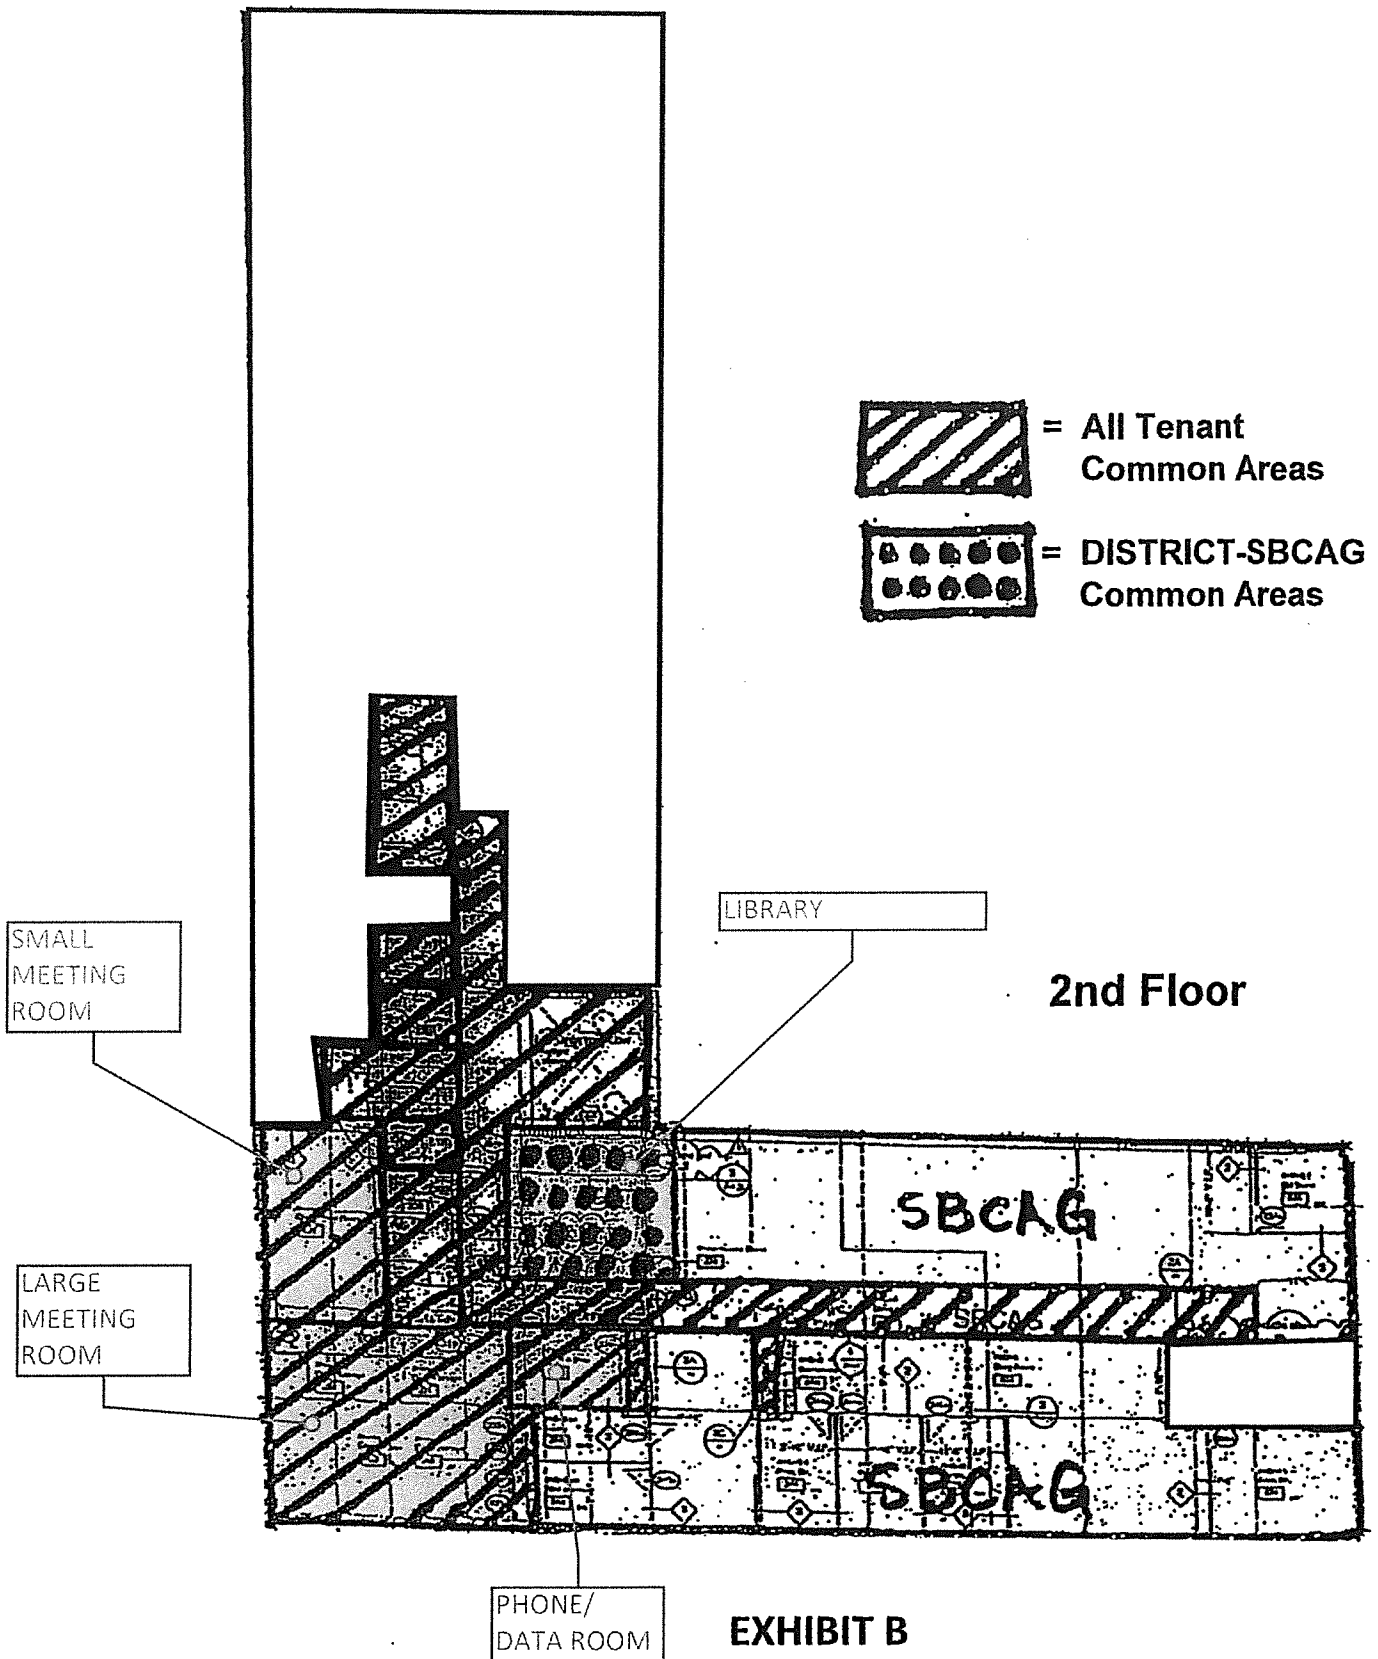 = All Tenant
Common Areas
= DISTRICT-SBCAG
Common Areas
LIBRARY
SMALL
MEETING
ROOM
2nd Floor
SBCAG
LARGE
MEETING
ROOM
SBCAG
SBCAG
PHONE/
DATA ROOM
EXHIBIT B